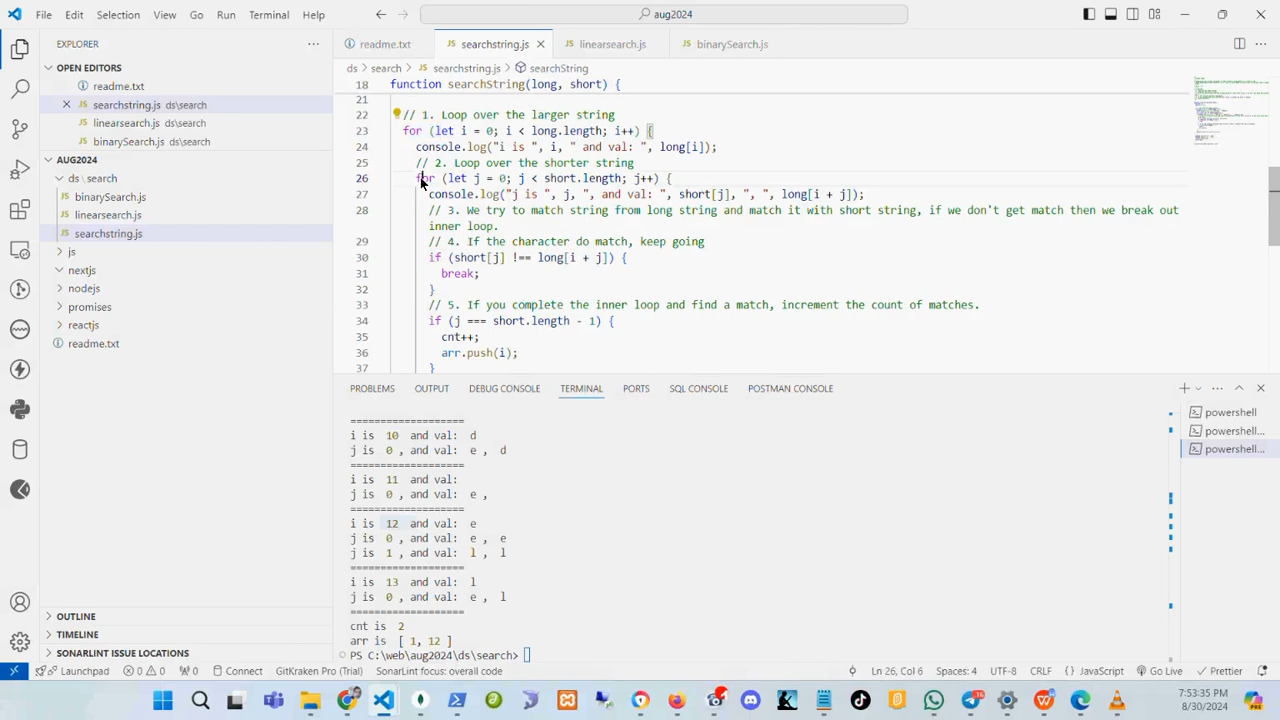 File Edit Selection View Go Run Terminal Help
aug2024
EXPLORER
OPEN EDITORS
readme.txt
searchstring.js ds\search
linearsearch.js ds\search
binarySearch.js ds\search
AUG2024
ds\search
binarySearch.js
linearsearch.js
searchstring.js
js
nextjs
nodejs
promises
reactjs
readme.txt
OUTLINE
TIMELINE
SONARLINT ISSUE LOCATIONS
readme.txt searchstring.js linearsearch.js binarySearch.js
ds > search > searchstring.js > searchString
18 function searchString(long, short) {
21
22 // 1. Loop over the larger string
23 for (let i = 0; i < long.length; i++) {
24 console.log("i is ", i, " and val: ", long[i]);
25 // 2. Loop over the shorter string
26 for (let j = 0; j < short.length; j++) {
27 console.log("j is ", j, ", and val: ", short[j], ", ", long[i + j]);
28 // 3. We try to match string from long string and match it with short string, if we don't get match then we break out
inner loop.
29 // 4. If the character do match, keep going
30 if (short[j] !== long[i + j]) {
31 break;
32 }
33 // 5. If you complete the inner loop and find a match, increment the count of matches.
34 if (j === short.length - 1) {
35 cnt++;
36 arr.push(i);
37 }
PROBLEMS OUTPUT DEBUG CONSOLE TERMINAL PORTS SQL CONSOLE POSTMAN CONSOLE
powershell
powershell...
powershell...
===================
i is 10 and val: d
j is 0 , and val: e , d
===================
i is 11 and val:
j is 0 , and val: e ,
===================
i is 12 and val: e
j is 0 , and val: e , e
j is 1 , and val: l , l
===================
i is 13 and val: l
j is 0 , and val: e , l
===================
cnt is 2
arr is [ 1, 12 ]
PS C:\web\aug2024\ds\search>
Launchpad 0 0 Connect GitKraken Pro (Trial) SonarLint focus: overall code Ln 26, Col 6 Spaces: 4 UTF-8 CRLF {} JavaScript Go Live Prettier
7:53:35 PM
8/30/2024